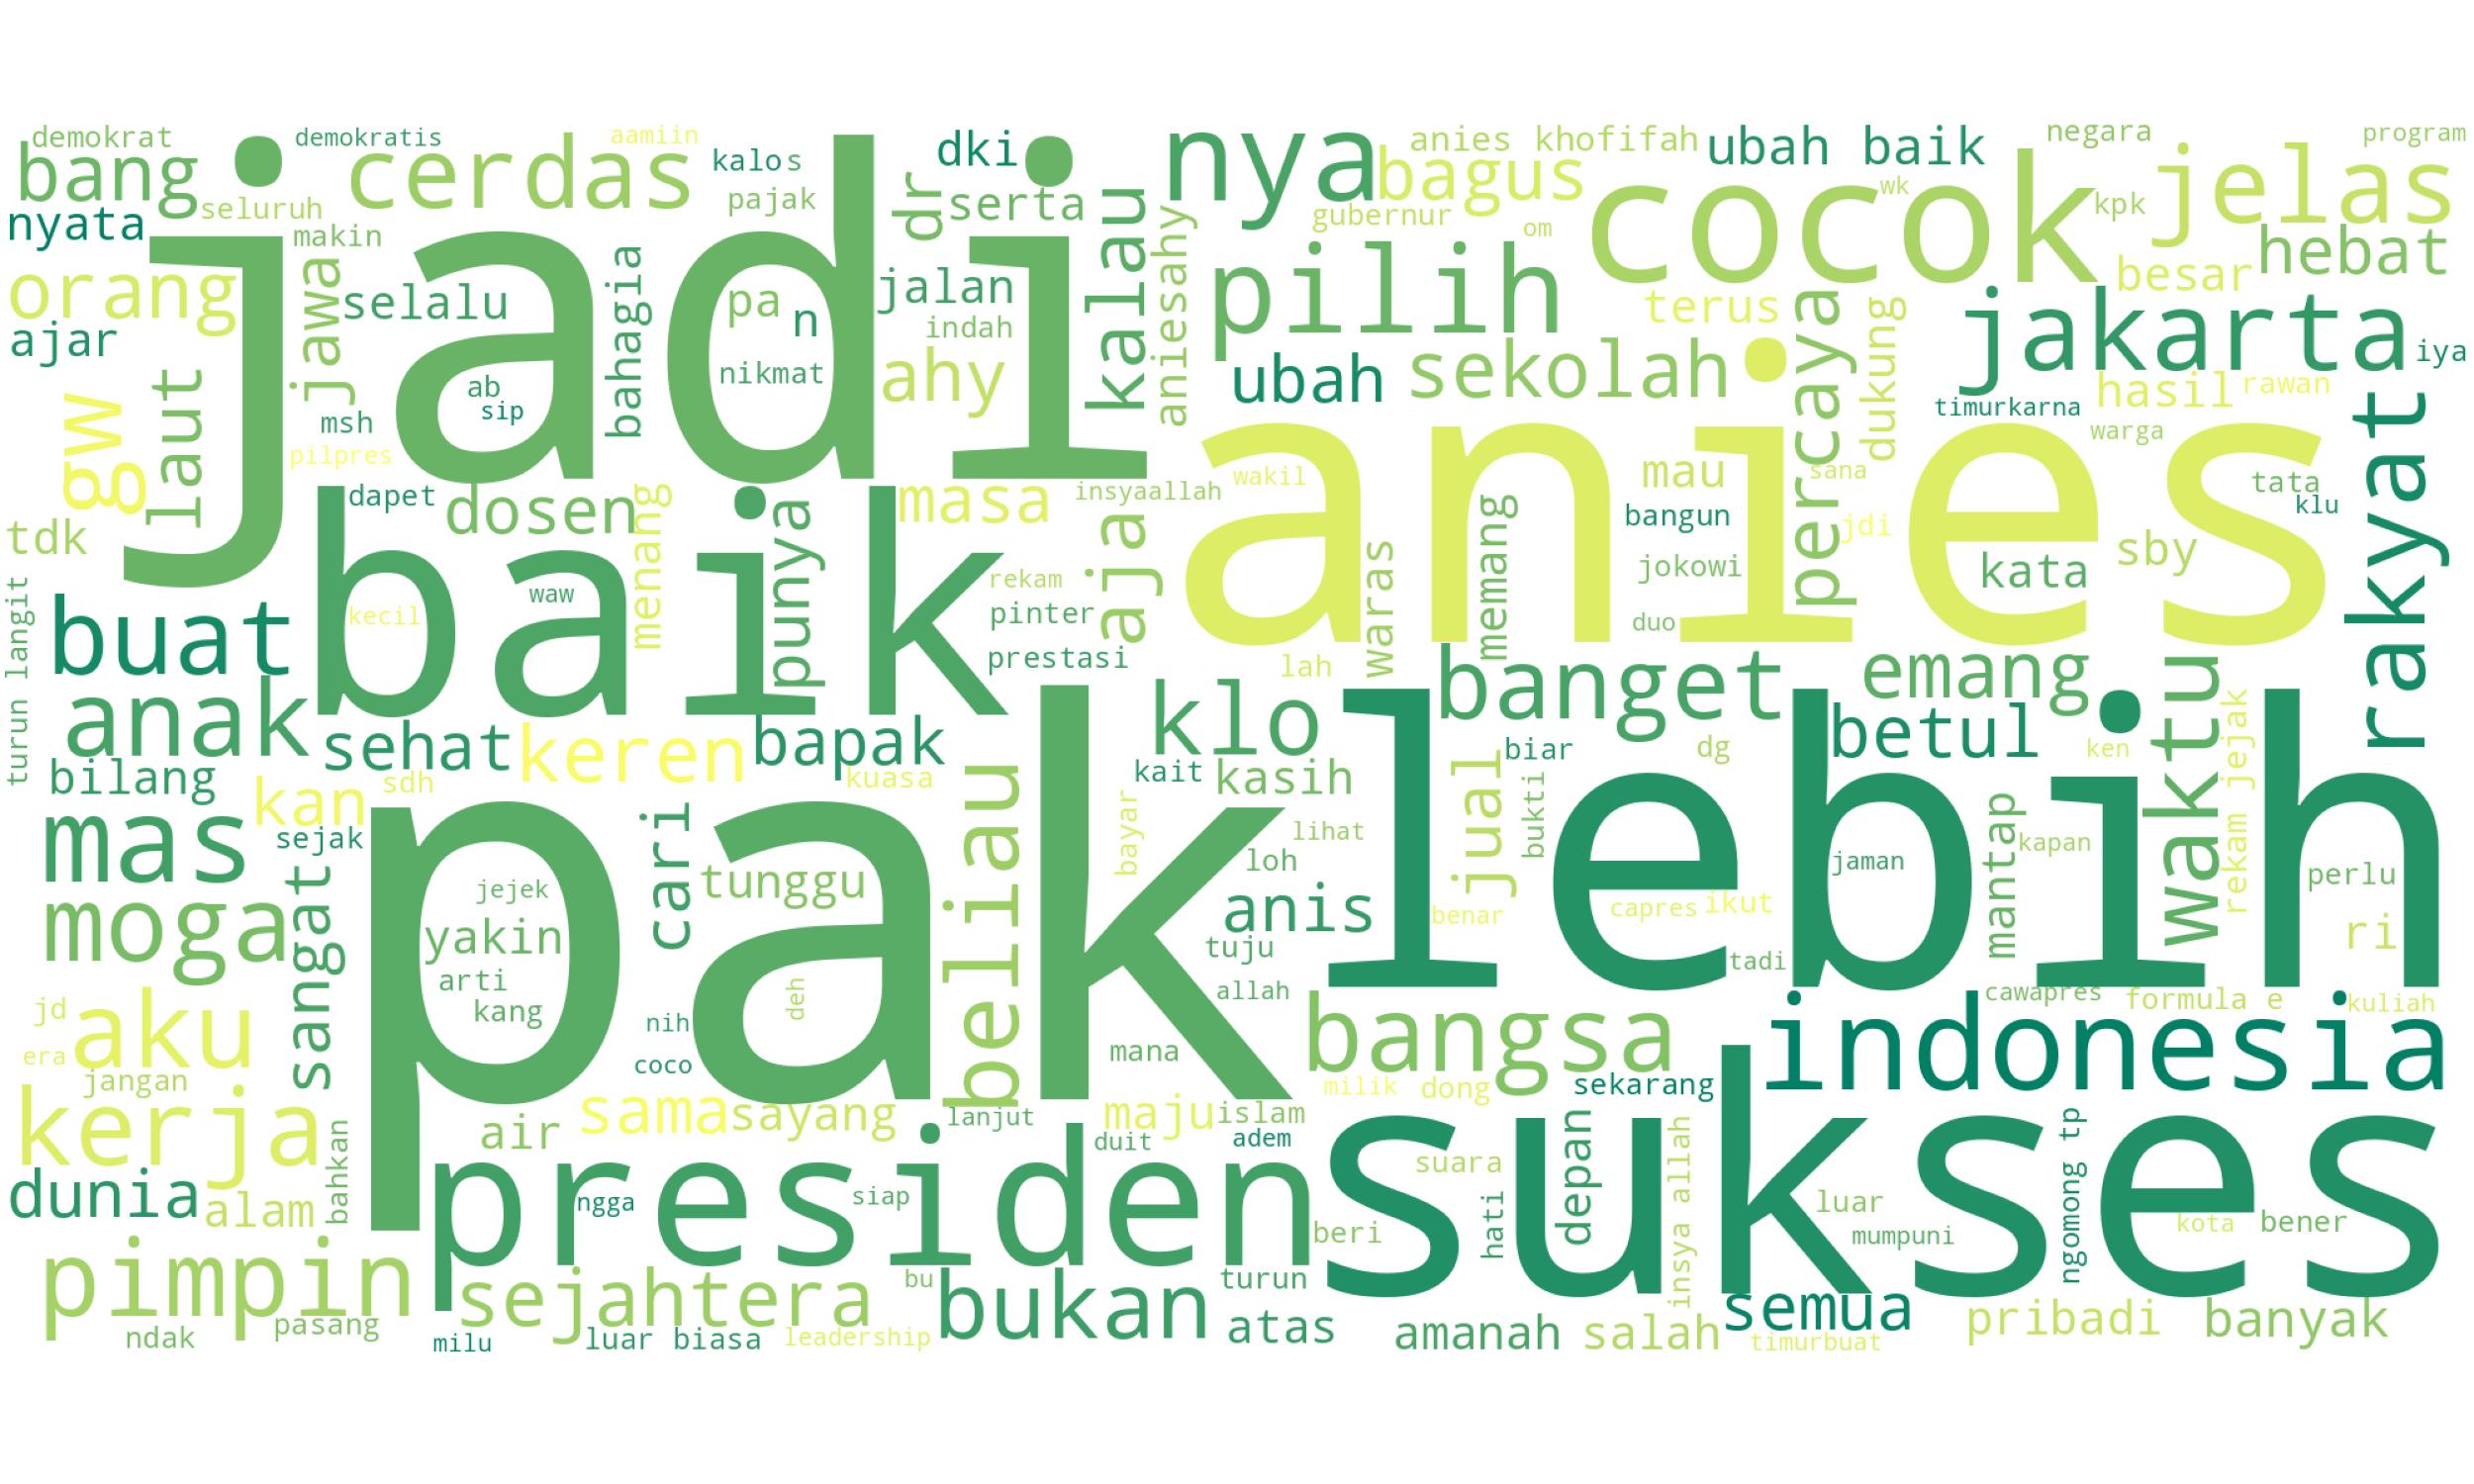 demokrat
demokratis
aamiin
bang
cerdas
kalos
pajak
dki
nya
anies khofifah
ubah baik
negara
program
jadi
bagus
wk
cocok
jelas
nyata
seluruh
makin
dr
serta
gubernur
om
kpk
hebat
orang
jawa
selalu
bahagia
pa
n
jalan
indah
kalau
aniesahy
pilih
terus
percaya
dukung
besar
jakarta
iya
ajar
laut
gw
msh
pilpres
ab
sip
nikmat
ahy
ubah
sekolah
timurkarna
hasil
rawan
warga
rakyat
anies
tdk
dapet
dosen
menang
punya
masa
insyaallah
wakil
aja
waras
memang
mau
sana
bangun
jdi
jokowi
duo
kata
sby
tata
klu
baik
waw
kecil
rekam
pinter
prestasi
lah
turun langit
buat
anak
sehat
keren
bapak
klo
banget
emang
betul
waktu
rekam jejak
ken
bilang
kan
sdh
kuasa
kait
kasih
biar
dg
jual
bukti
mas
sejak
cari
tunggu
beliau
bayar
lihat
loh
lebih
jaman
mantap
kapan
perlu
pak
jejek
yakin
arti
kang
deh
anis
benar
capres
ikut
tuju
tadi
ri
moga
sangat
allah
cawapres
formula e
kuliah
jd
aku
era
jangan
nih
coco
mana
bangsa
indonesia
milik
dong
sekarang
kerja
air
sama
sayang
lanjut
maju
islam
duit
adem
sukses
dunia
alam
bahkan
presiden
ngga
siap
suara
hati
depan
insya allah
luar
mumpuni
ngomong tp
kota
bener
beri
pimpin
pasang
ndak
sejahtera
milu
luar biasa
bu
leadership
bukan
turun
atas
amanah
salah
semua
timurbuat
pribadi
banyak